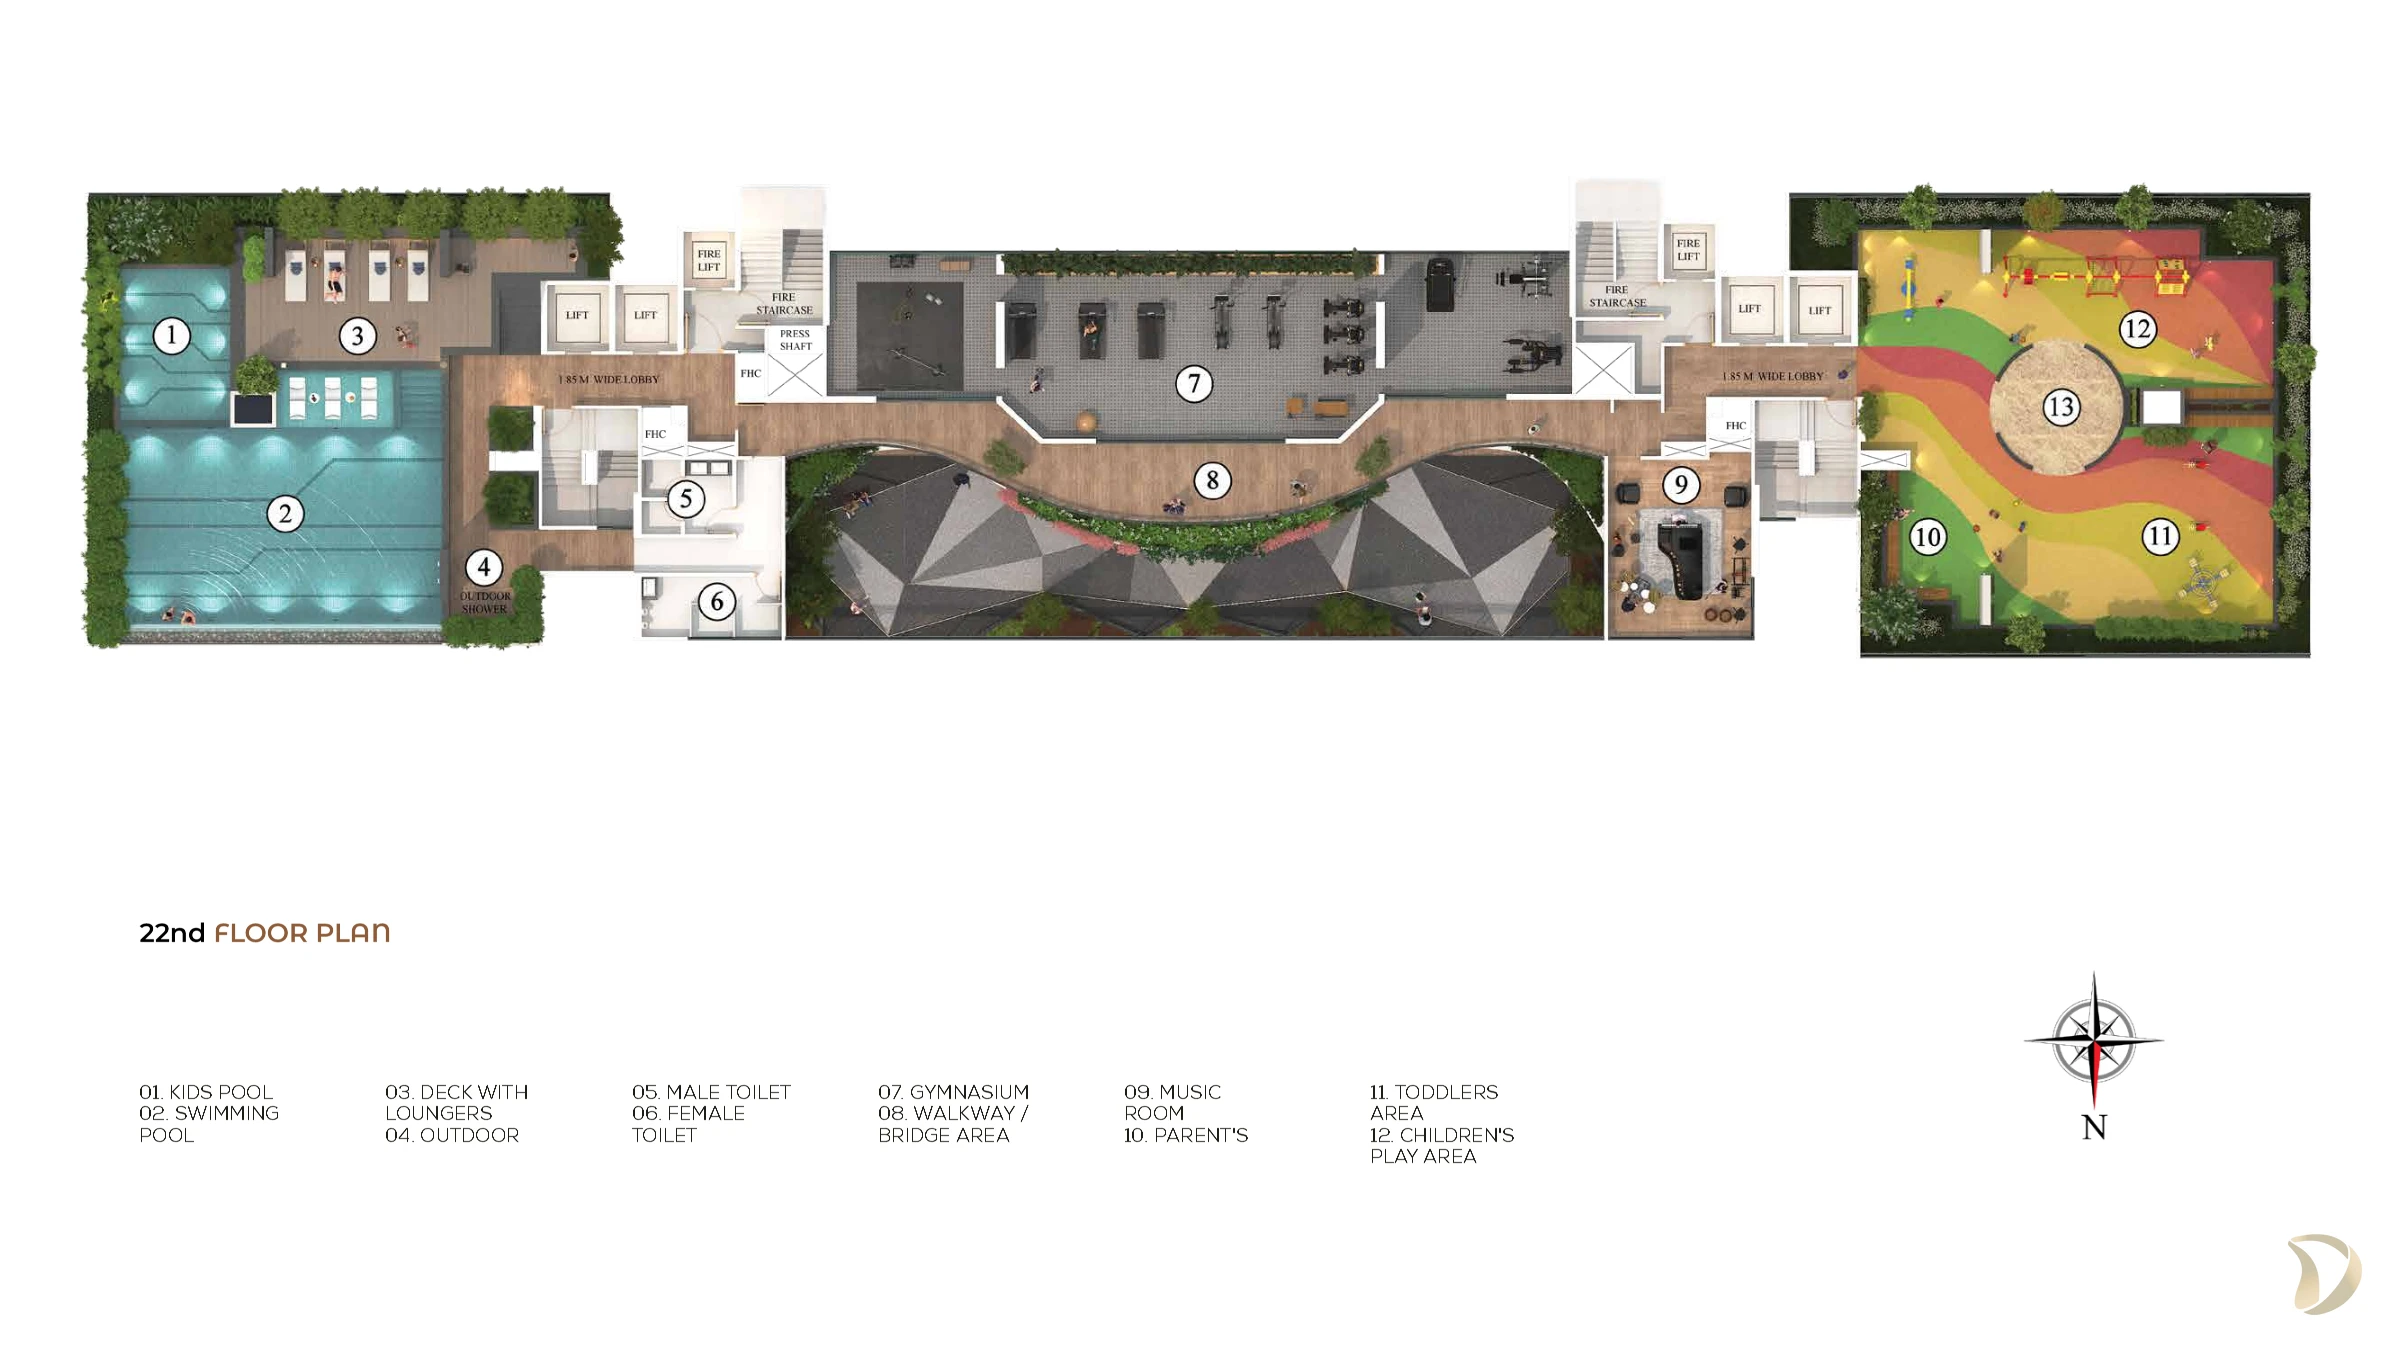 FIRE
LIFT
FIRE
LIFT
FIRE
STAIRCASE
FIRE
STAIRCASE
LIFT
LIFT
LIFT
LIFT
PRESS
SHAFT
1
3
12
FHC
1.85 M WIDE LOBBY
1.85 M WIDE LOBBY
7
13
FHC
FHC
8
9
5
2
10
11
4
OUTDOOR
SHOWER
6
22nd FLOOR PLAN
01. KIDS POOL
02. SWIMMING
POOL
03. DECK WITH
LOUNGERS
04. OUTDOOR
05. MALE TOILET
06. FEMALE
TOILET
07. GYMNASIUM
08. WALKWAY /
BRIDGE AREA
09. MUSIC
ROOM
10. PARENT'S
11. TODDLERS
AREA
12. CHILDREN'S
PLAY AREA
N